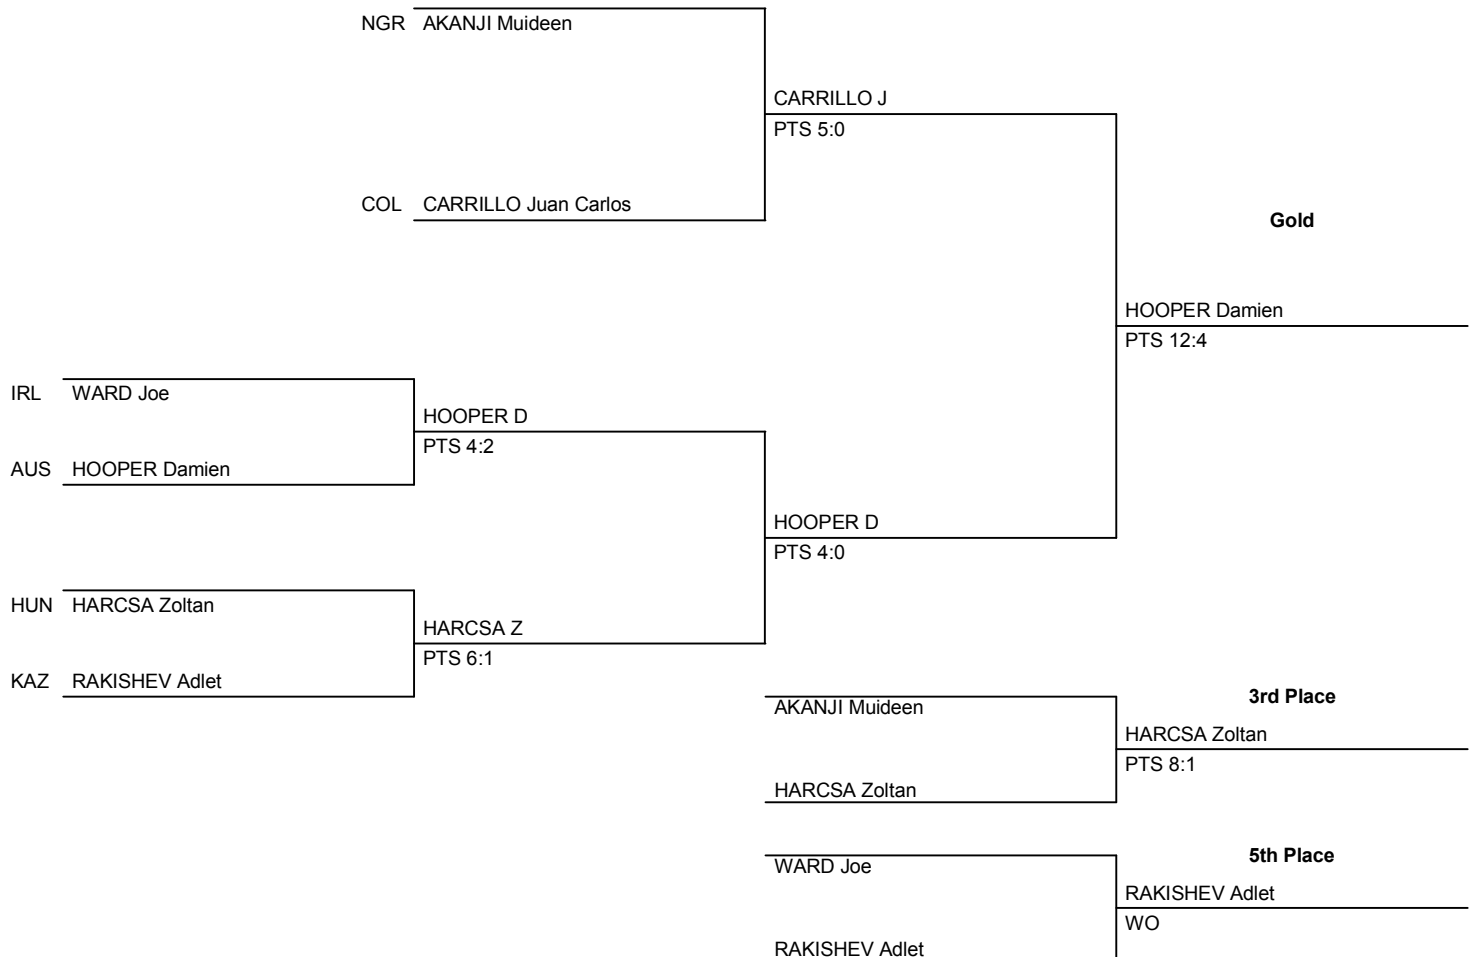 NGR AKANJI Muideen
CARRILLO J
PTS 5:0
COL CARRILLO Juan Carlos
Gold
HOOPER Damien
PTS 12:4
IRL WARD Joe
HOOPER D
PTS 4:2
AUS HOOPER Damien
HOOPER D
PTS 4:0
HUN HARCSA Zoltan
HARCSA Z
PTS 6:1
KAZ RAKISHEV Adlet
3rd Place
AKANJI Muideen
HARCSA Zoltan
PTS 8:1
HARCSA Zoltan
5th Place
WARD Joe
RAKISHEV Adlet
WO
RAKISHEV Adlet